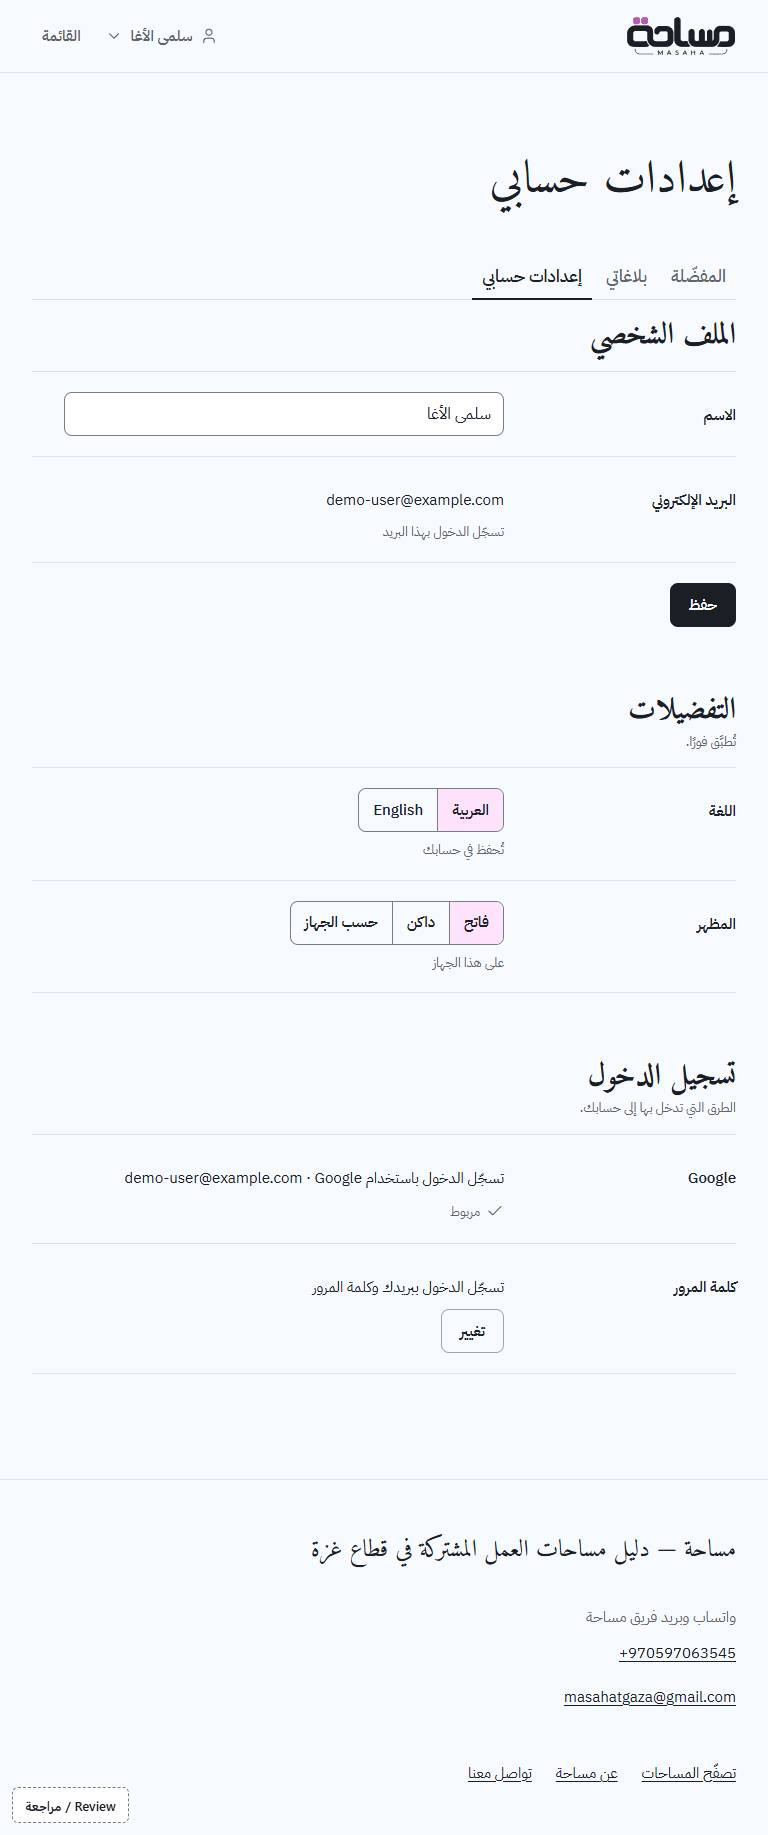 مساحة
MASAHA
سلمى الأغا
القائمة
إعدادات حسابي
المفضّلة
بلاغاتي
إعدادات حسابي
الملف الشخصي
الاسم
سلمى الأغا
البريد الإلكتروني
demo-user@example.com
تسجّل الدخول بهذا البريد
حفظ
التفضيلات
تُطبَّق فورًا.
اللغة
العربية
English
تُحفظ في حسابك
المظهر
فاتح
داكن
حسب الجهاز
على هذا الجهاز
تسجيل الدخول
الطرق التي تدخل بها إلى حسابك.
Google
تسجّل الدخول باستخدام Google · demo-user@example.com
مربوط
كلمة المرور
تسجّل الدخول ببريدك وكلمة المرور
تغيير
مساحة — دليل مساحات العمل المشتركة في قطاع غزة
واتساب وبريد فريق مساحة
+970597063545
masahatgaza@gmail.com
تصفّح المساحات
عن مساحة
تواصل معنا
Review / مراجعة